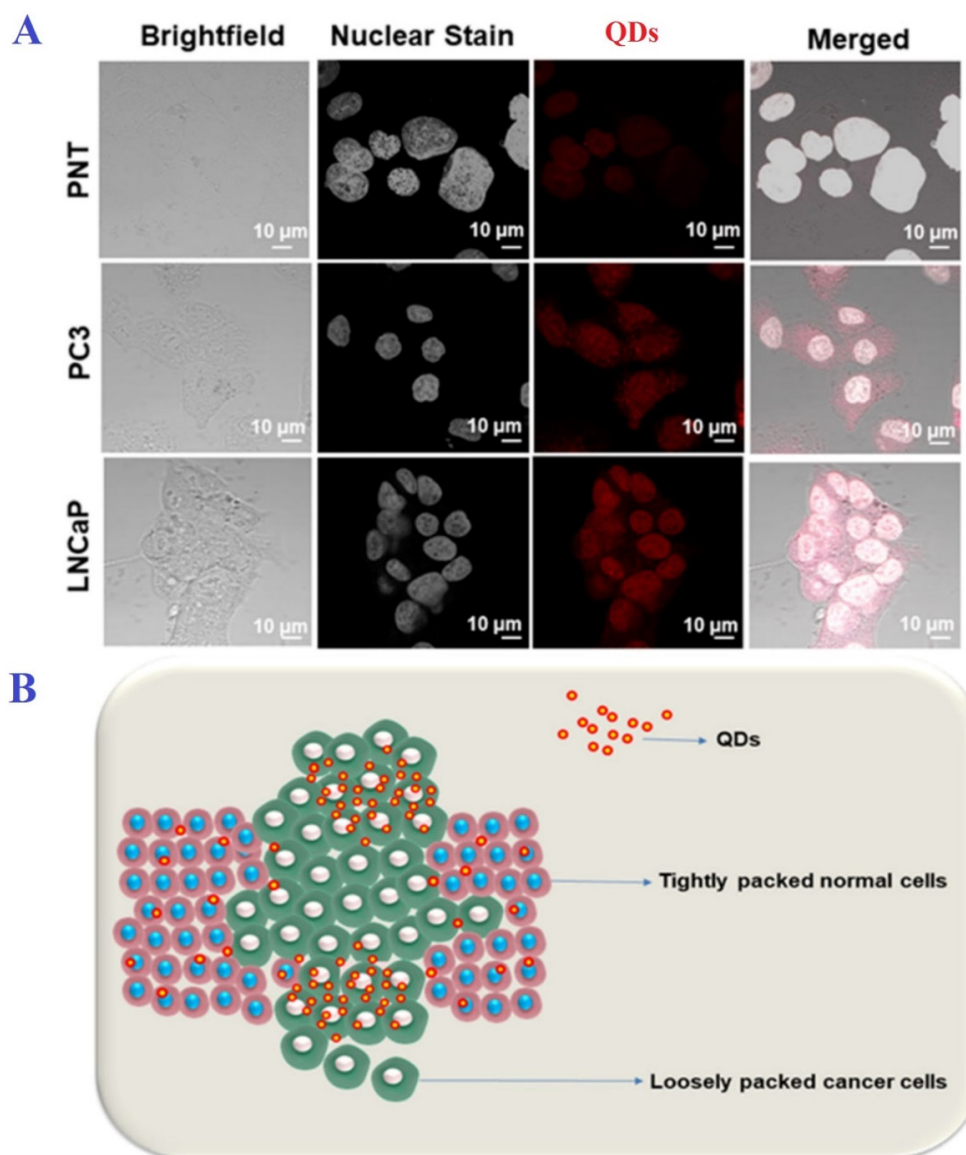 A
Brightfield Nuclear Stain QDs Merged
PNT
10 µm 10 µm 10 µm 10 µm
PC3
10 µm 10 µm 10 µm 10 µm
LNCaP
10 µm 10 µm 10 µm 10 µm
B
QDs
Tightly packed normal cells
Loosely packed cancer cells